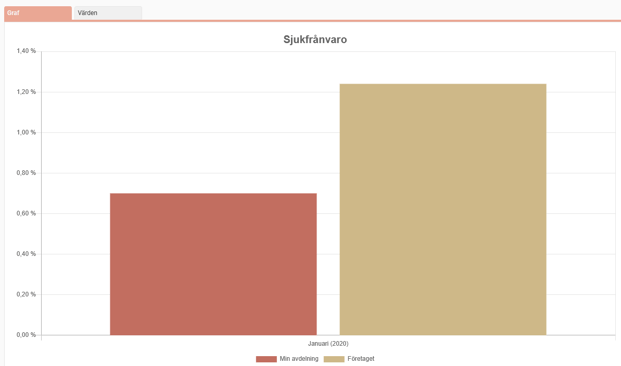 Graf
Värden
Sjukfrånvaro
1,40 %
1,20 %
1,00 %
0,80 %
0,60 %
0,40 %
0,20 %
0,00 %
Januari (2020)
Min avdelning Företaget